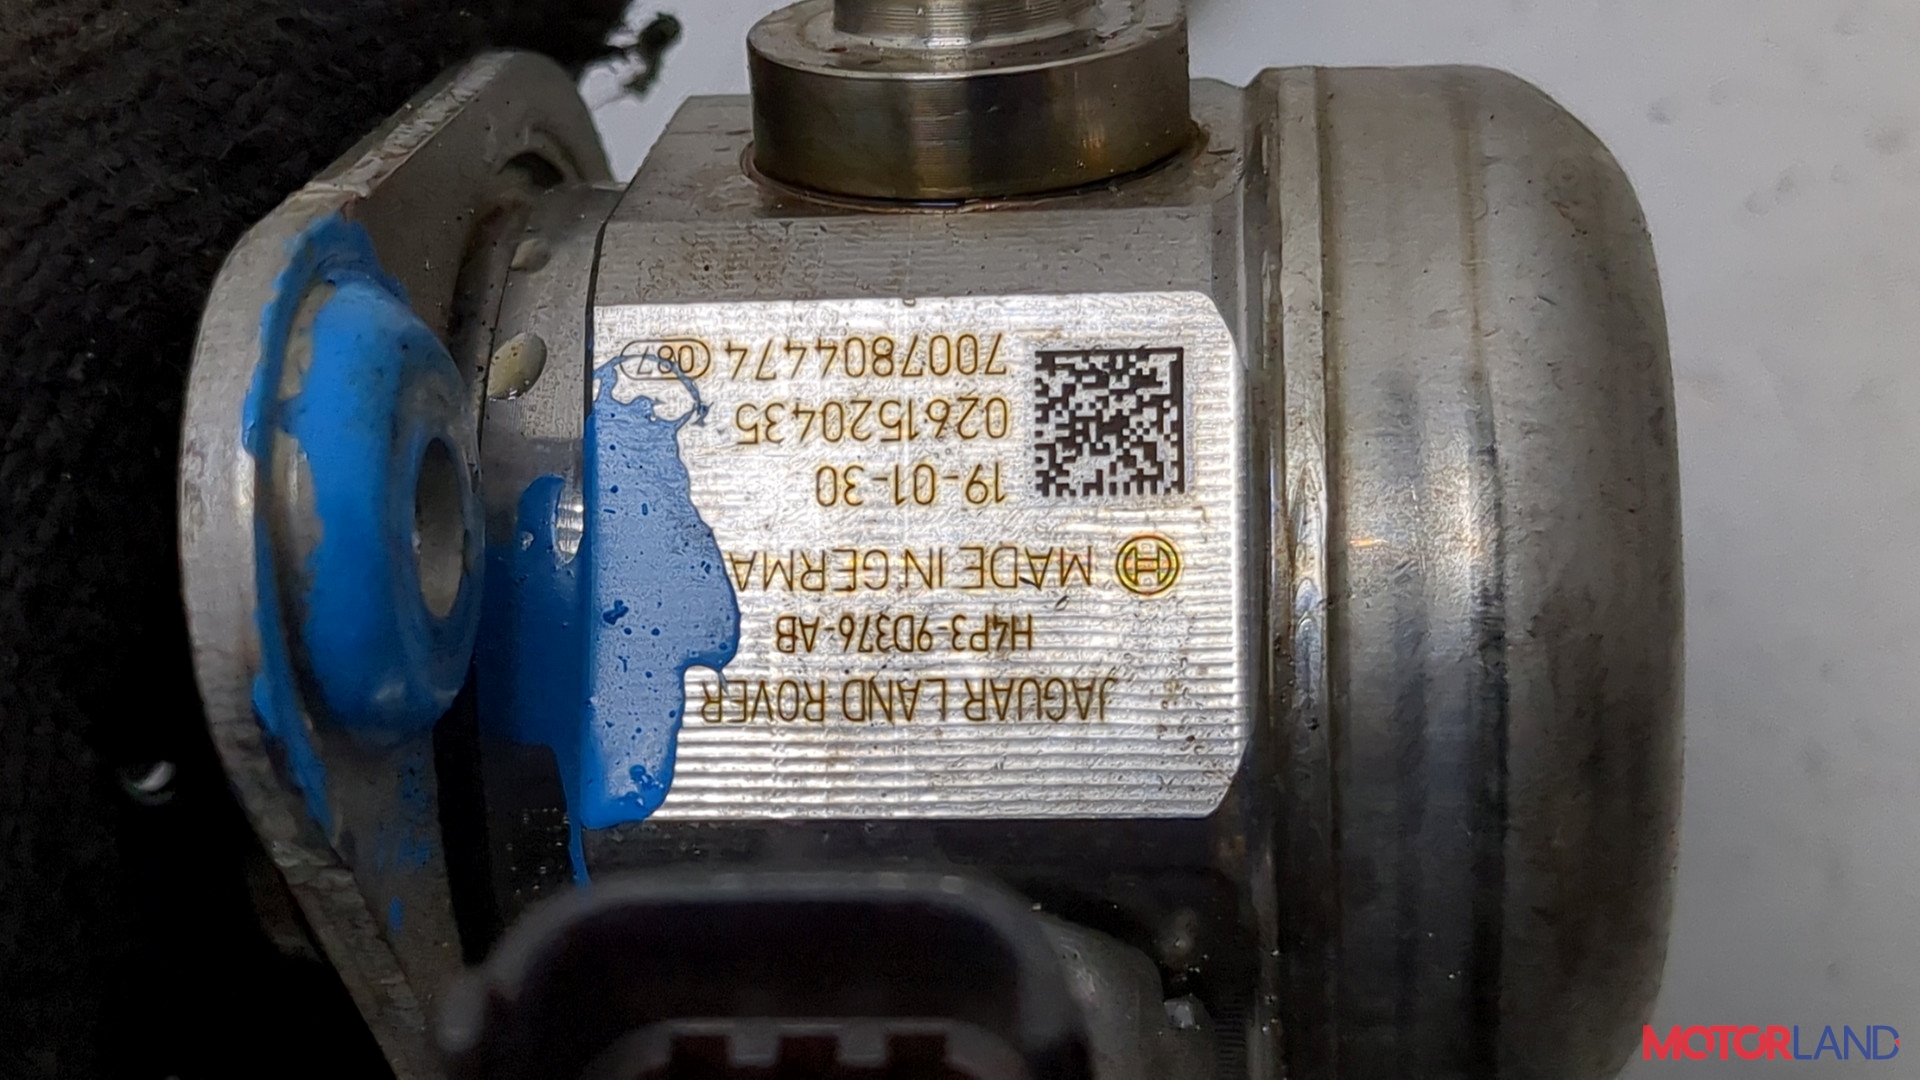 JAGUAR LAND ROVER
H4P3-9D376-AB
MADE IN GERMA
19-01-30
0261520435
7007804474 087
MOTORLAND